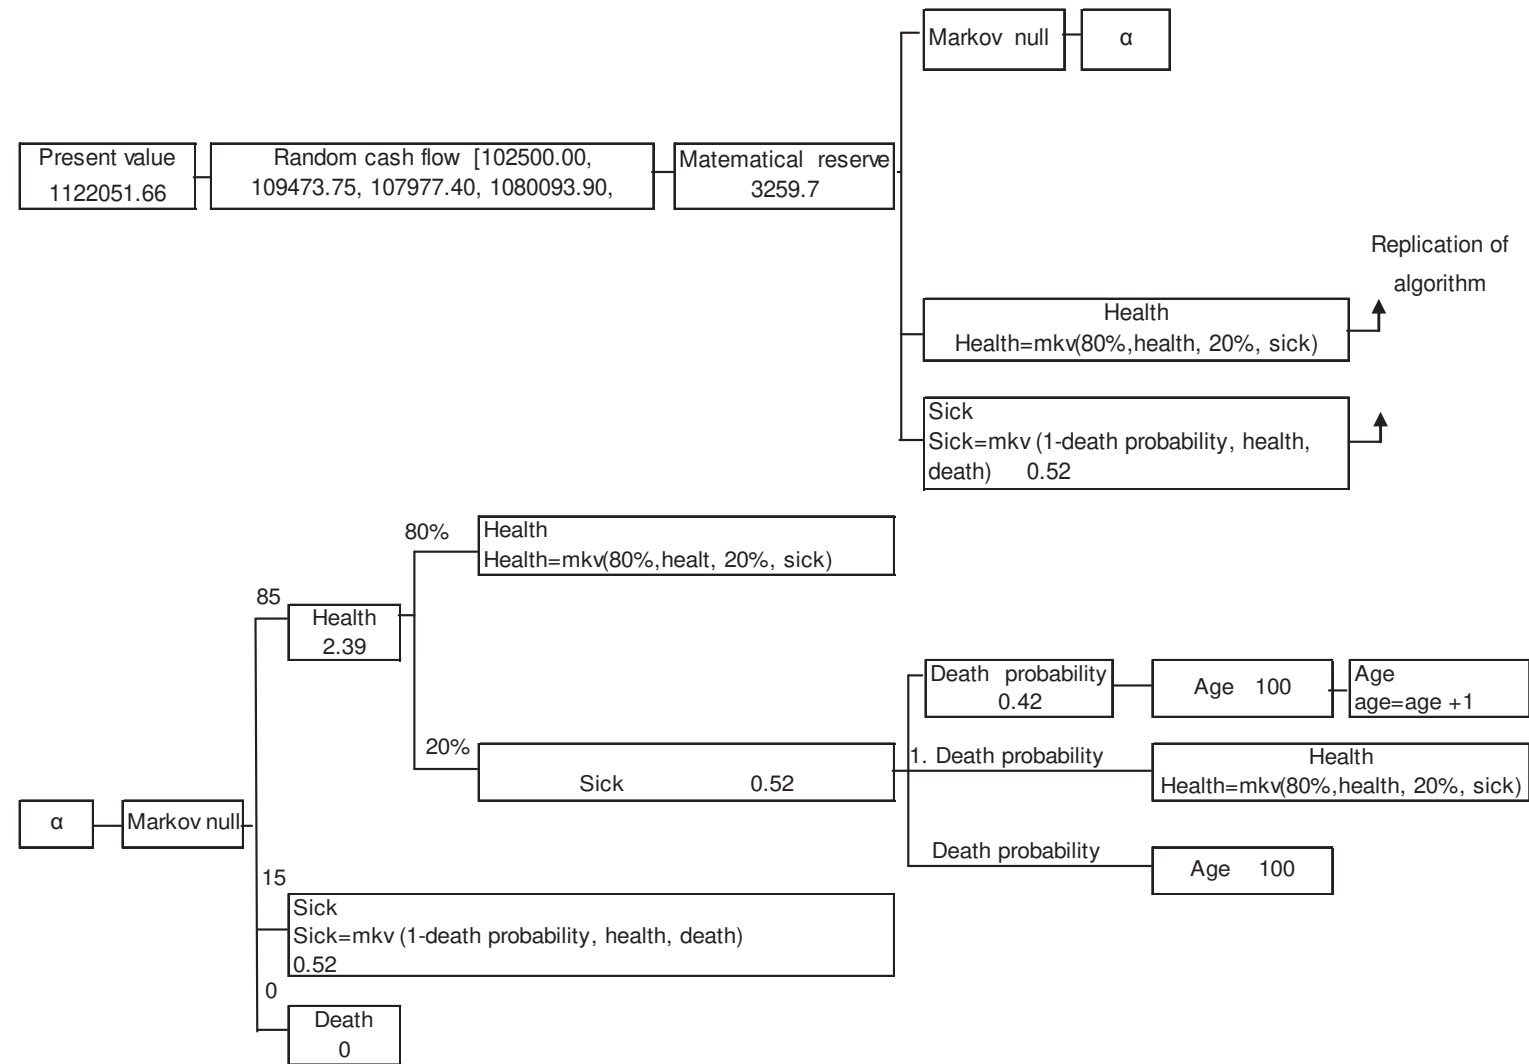 Markov null
α
Present value
1122051.66
Random cash flow [102500.00,
109473.75, 107977.40, 1080093.90,
Matematical reserve
3259.7
Replication of
algorithm
Health
Health=mkv(80%,health, 20%, sick)
Sick
Sick=mkv (1-death probability, health,
death) 0.52
80%
Health
Health=mkv(80%,healt, 20%, sick)
85
Health
2.39
Death probability
0.42
Age 100
Age
age=age +1
20%
Sick 0.52
1. Death probability
Health
Health=mkv(80%,health, 20%, sick)
α
Markov null
Death probability
Age 100
15
Sick
Sick=mkv (1-death probability, health, death)
0.52
0
Death
0